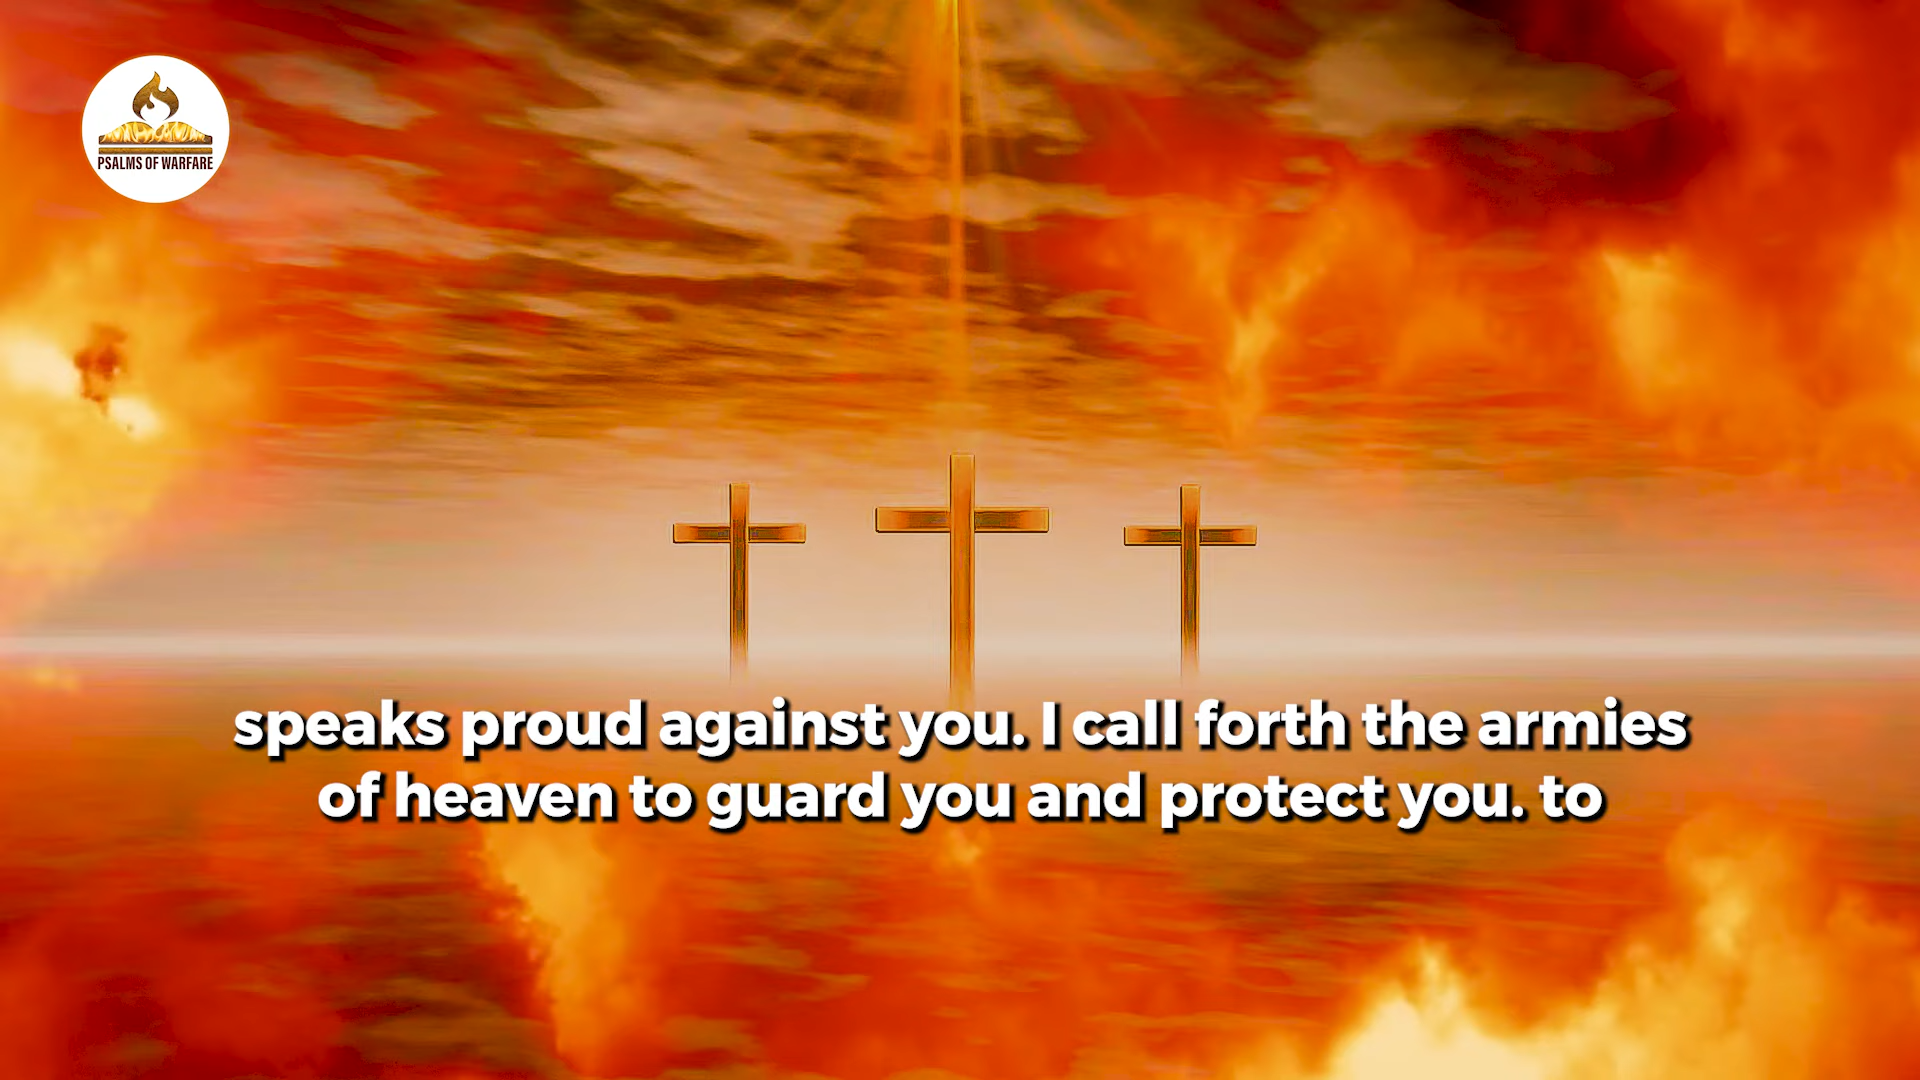 PSALMS OF WARFARE
speaks proud against you. I call forth the armies
of heaven to guard you and protect you. to